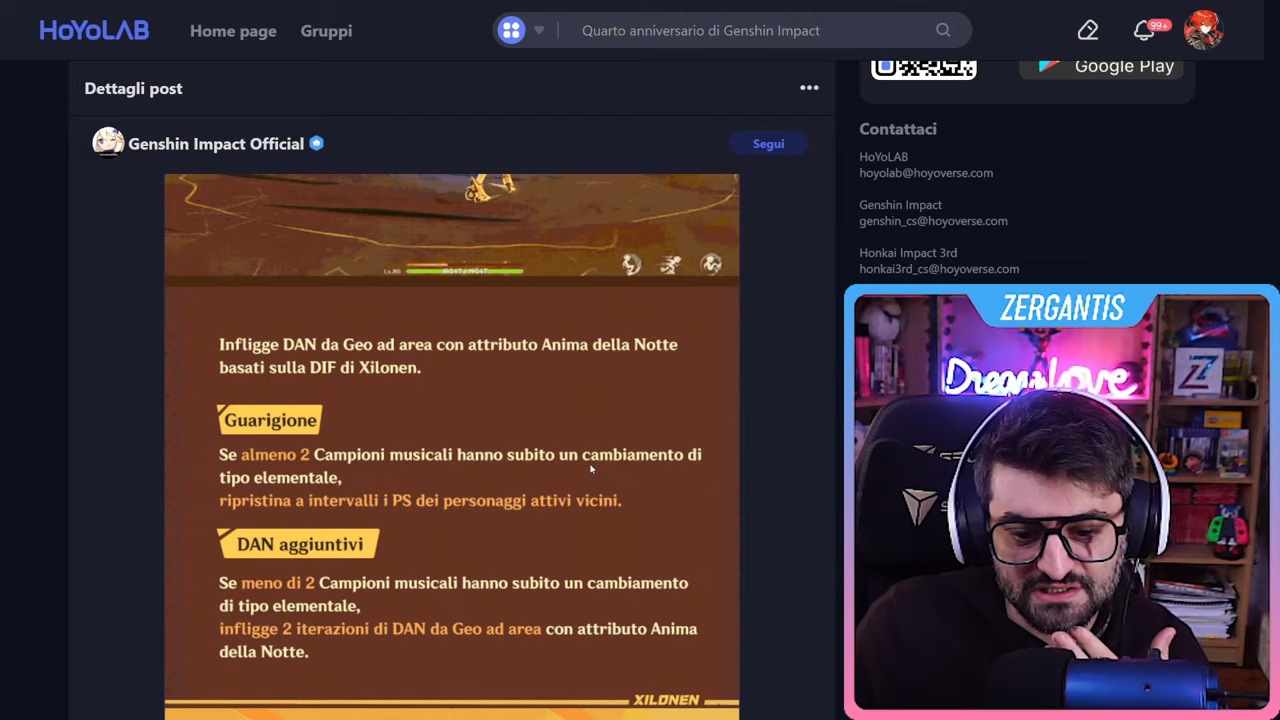 HoYoLAB
Home page
Gruppi
Quarto anniversario di Genshin Impact
99+
Dettagli post
Genshin Impact Official
Segui
Infligge DAN da Geo ad area con attributo Anima della Notte
basati sulla DIF di Xilonen.
Guarigione
Se almeno 2 Campioni musicali hanno subito un cambiamento di
tipo elementale,
ripristina a intervalli i PS dei personaggi attivi vicini.
DAN aggiuntivi
Se meno di 2 Campioni musicali hanno subito un cambiamento
di tipo elementale,
infligge 2 iterazioni di DAN da Geo ad area con attributo Anima
della Notte.
XILONEN
Google Play
Contattaci
HoYoLAB
hoyolab@hoyoverse.com
Genshin Impact
genshin_cs@hoyoverse.com
Honkai Impact 3rd
honkai3rd_cs@hoyoverse.com
ZERGANTIS